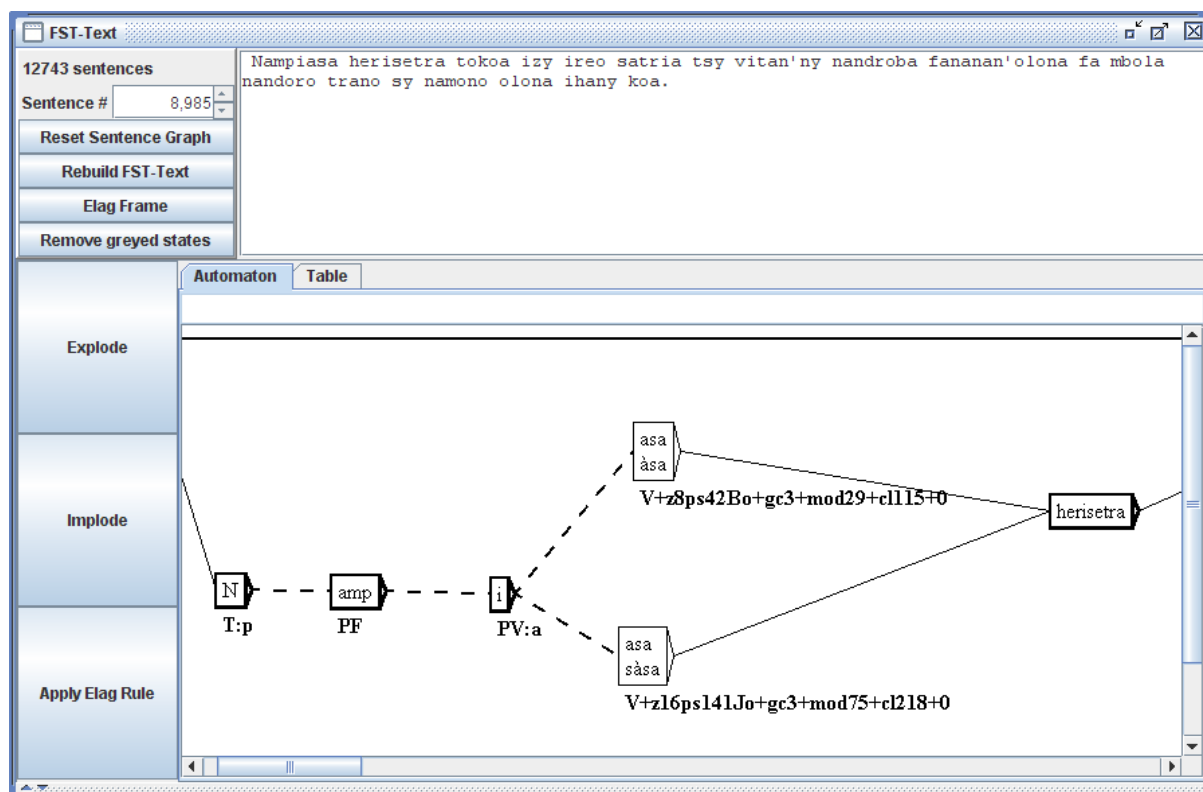 FST-Text
12743 sentences
Sentence # 8,985
Reset Sentence Graph
Rebuild FST-Text
Elag Frame
Remove greyed states
Nampiasa herisetra tokoa izy ireo satria tsy vitan'ny nandroba fananan'olona fa mbola
nandoro trano sy namono olona ihany koa.
Explode
Implode
Apply Elag Rule
Automaton Table
asa
àsa
V+z8ps42Bo+gc3+mod29+cl115+0
herisetra
N
T:p
amp
PF
i
PV:a
asa
sàsa
V+z16ps141Jo+gc3+mod75+cl218+0